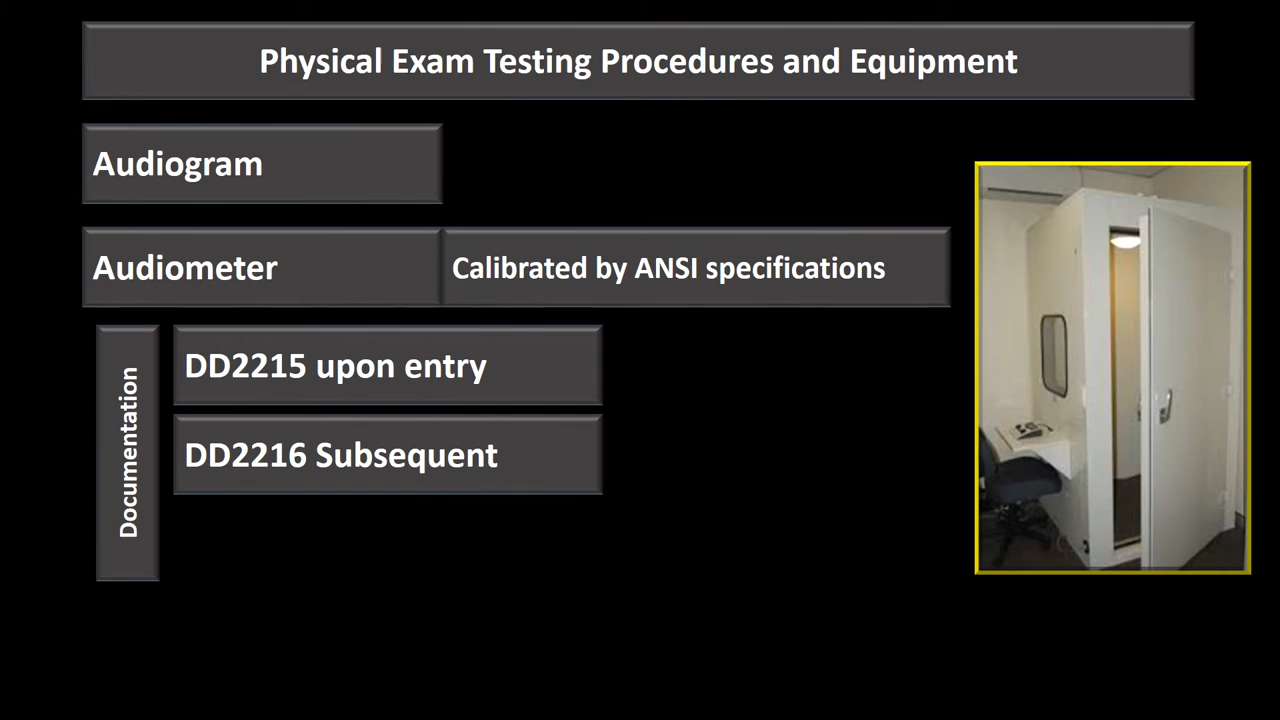 Physical Exam Testing Procedures and Equipment
Audiogram
Audiometer
Calibrated by ANSI specifications
Documentation
DD2215 upon entry
DD2216 Subsequent